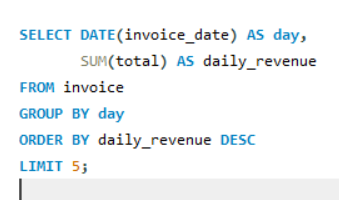 SELECT DATE(invoice_date) AS day,
       SUM(total) AS daily_revenue
FROM invoice
GROUP BY day
ORDER BY daily_revenue DESC
LIMIT 5;